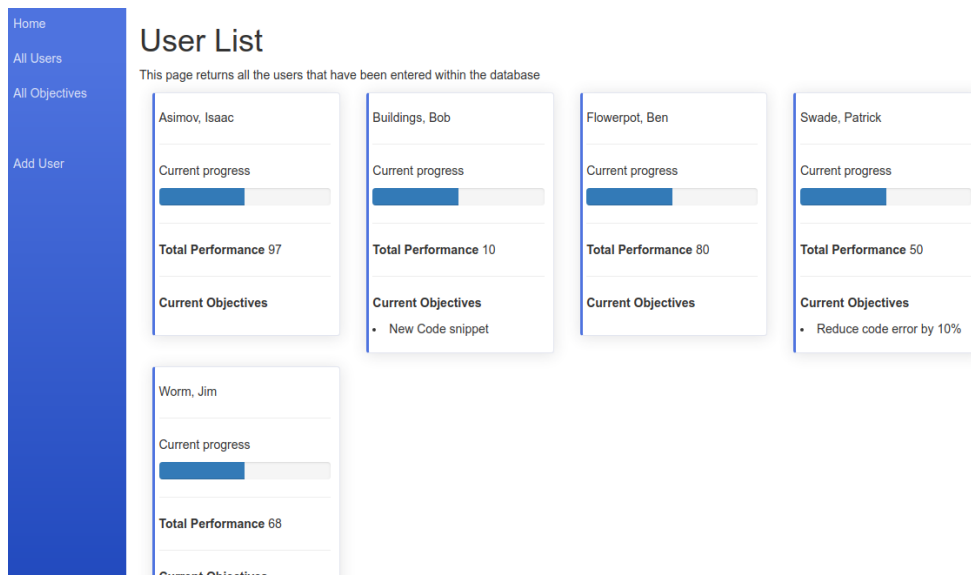 Home
All Users
All Objectives
Add User
User List
This page returns all the users that have been entered within the database
Asimov, Isaac
Current progress
Total Performance 97
Current Objectives
Buildings, Bob
Current progress
Total Performance 10
Current Objectives
• New Code snippet
Flowerpot, Ben
Current progress
Total Performance 80
Current Objectives
Swade, Patrick
Current progress
Total Performance 50
Current Objectives
• Reduce code error by 10%
Worm, Jim
Current progress
Total Performance 68
Current Objectives